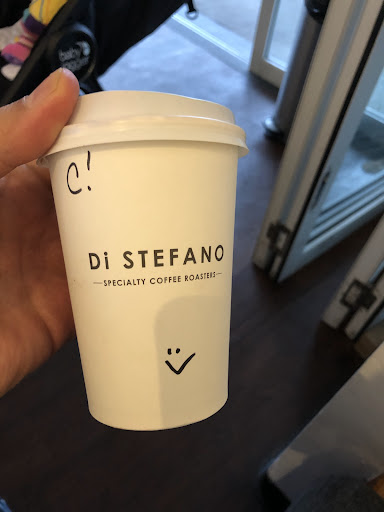 C!
Di STEFANO
SPECIALTY COFFEE ROASTERS